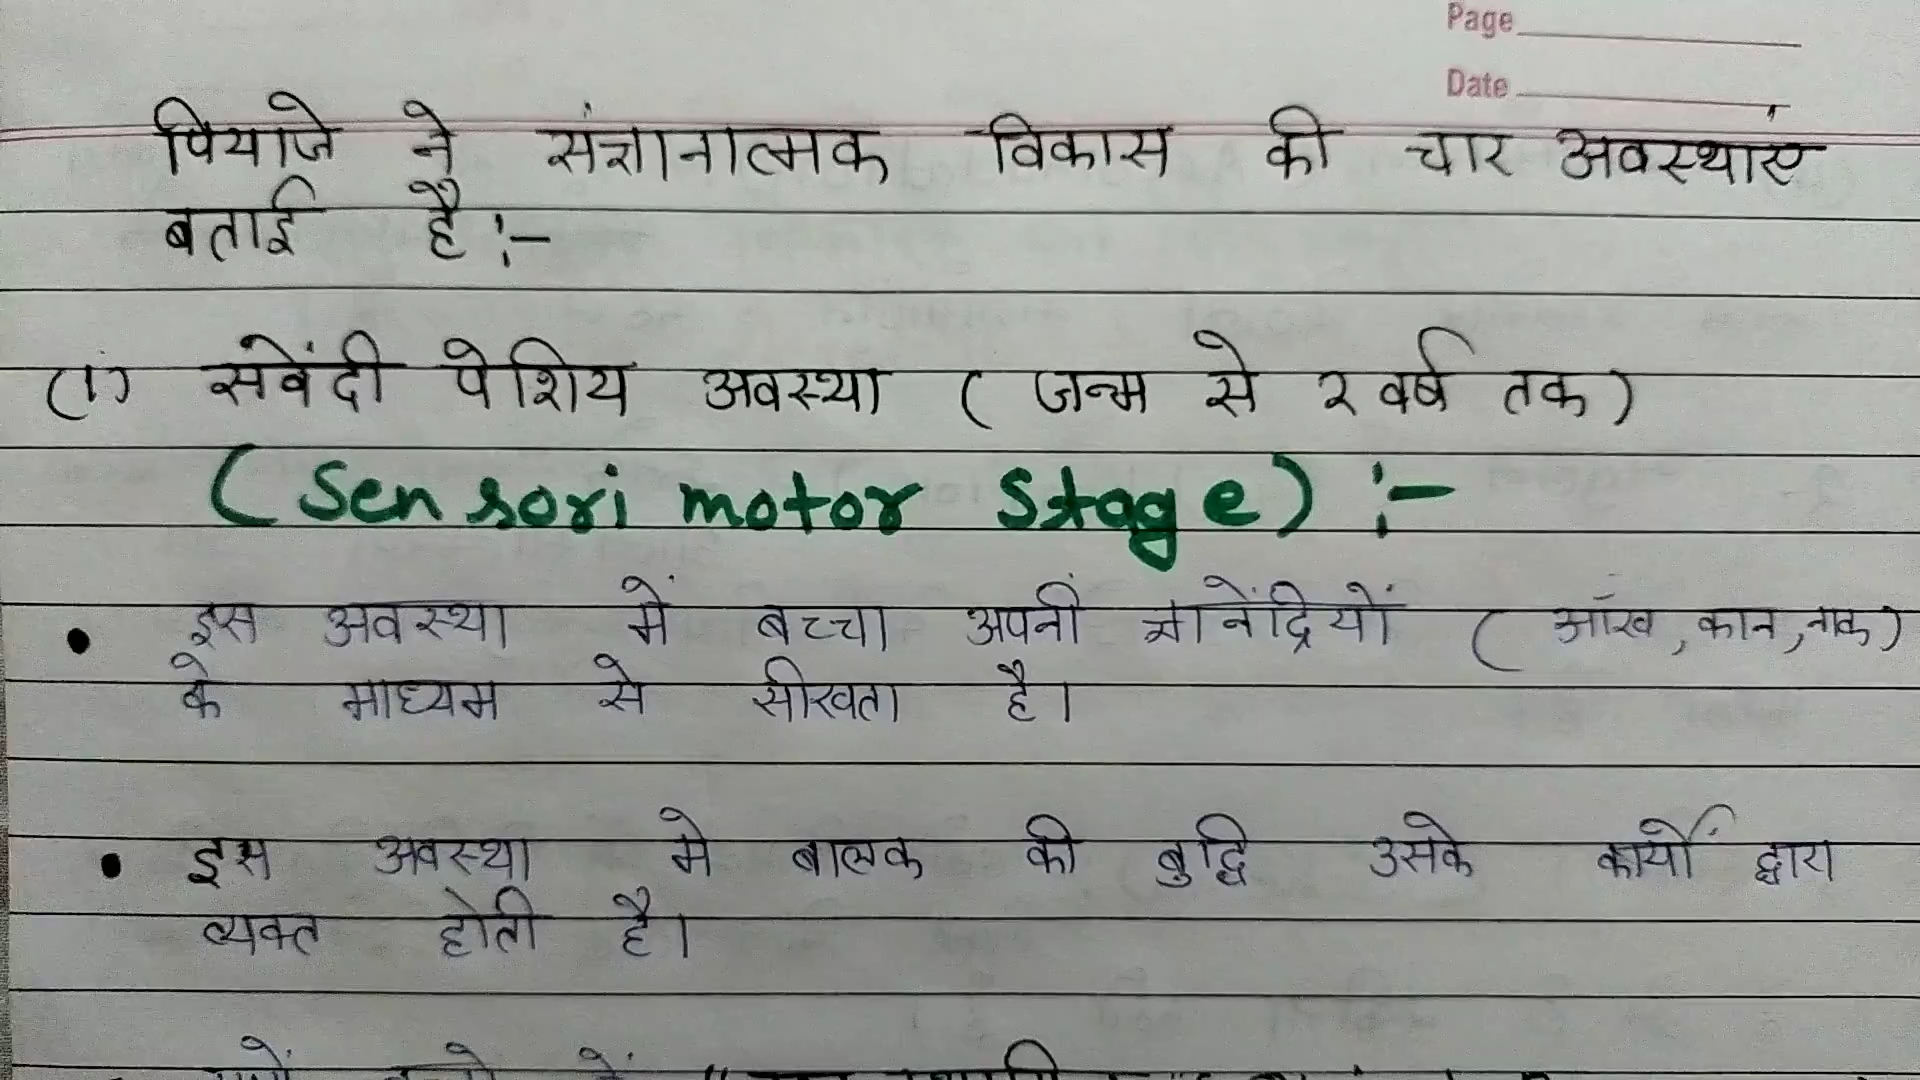 Page
Date
पियाजे ने संज्ञानात्मक विकास की चार अवस्थाएं
बताई है :-
(1) सवेंदी पेशिय अवस्था ( जन्म से 2 वर्ष तक)
(Sensori motor Stage) :-
• इस अवस्था में बच्चा अपनी ज्ञानेंद्रियों ( आँख, कान, नाक)
के माध्यम से सीखता है।
• इस अवस्था मे बालक की बुद्धि उसके कार्यों द्वारा
व्यक्त होती है।